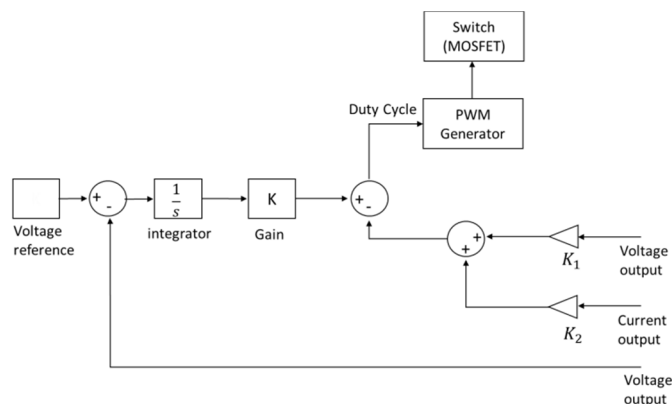 Switch
(MOSFET)
Duty Cycle
PWM
Generator
+
-
1
s
K
+
-
Voltage
reference
integrator
Gain
+
+
K₁
Voltage
output
K₂
Current
output
Voltage
output